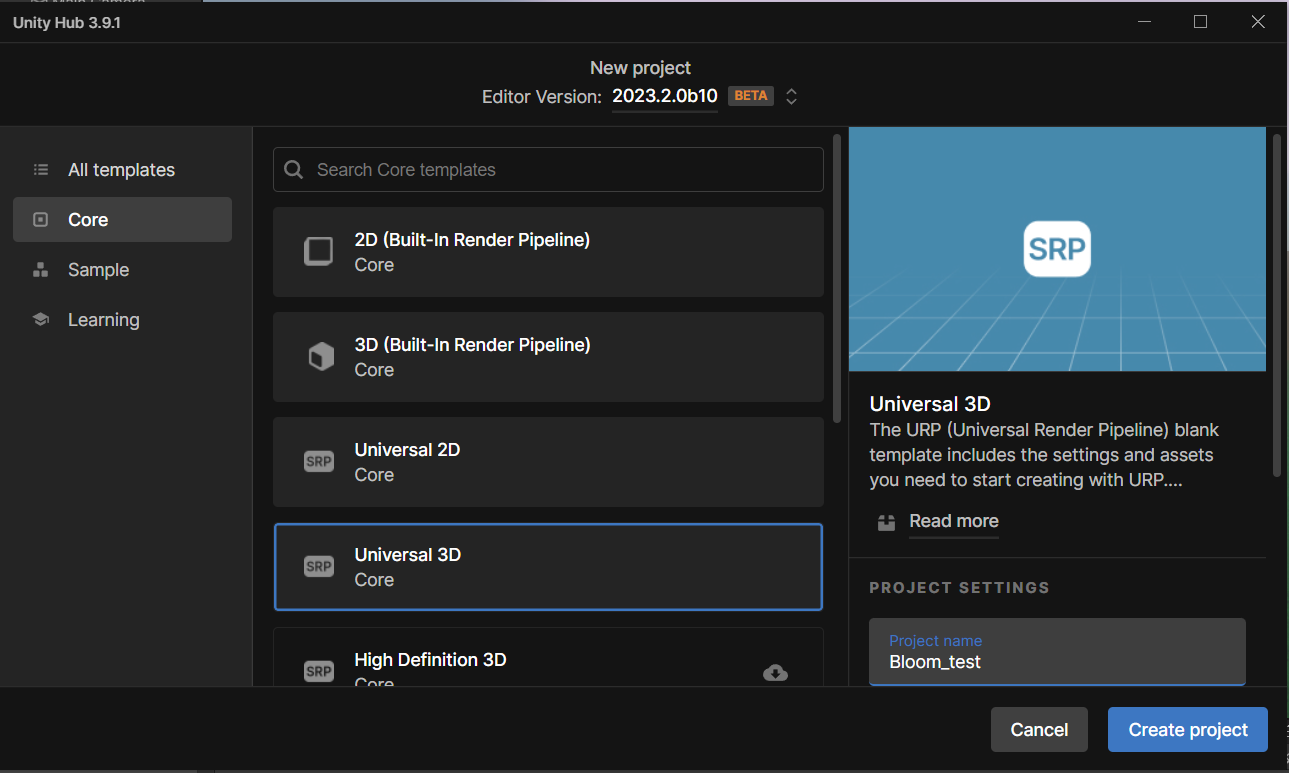 Unity Hub 3.9.1
New project
Editor Version: 2023.2.0b10 BETA
All templates
Core
Sample
Learning
Search Core templates
2D (Built-In Render Pipeline)
Core
3D (Built-In Render Pipeline)
Core
SRP
Universal 2D
Core
SRP
Universal 3D
Core
SRP
High Definition 3D
Core
SRP
Universal 3D
The URP (Universal Render Pipeline) blank
template includes the settings and assets
you need to start creating with URP....
Read more
PROJECT SETTINGS
Project name
Bloom_test
Cancel
Create project